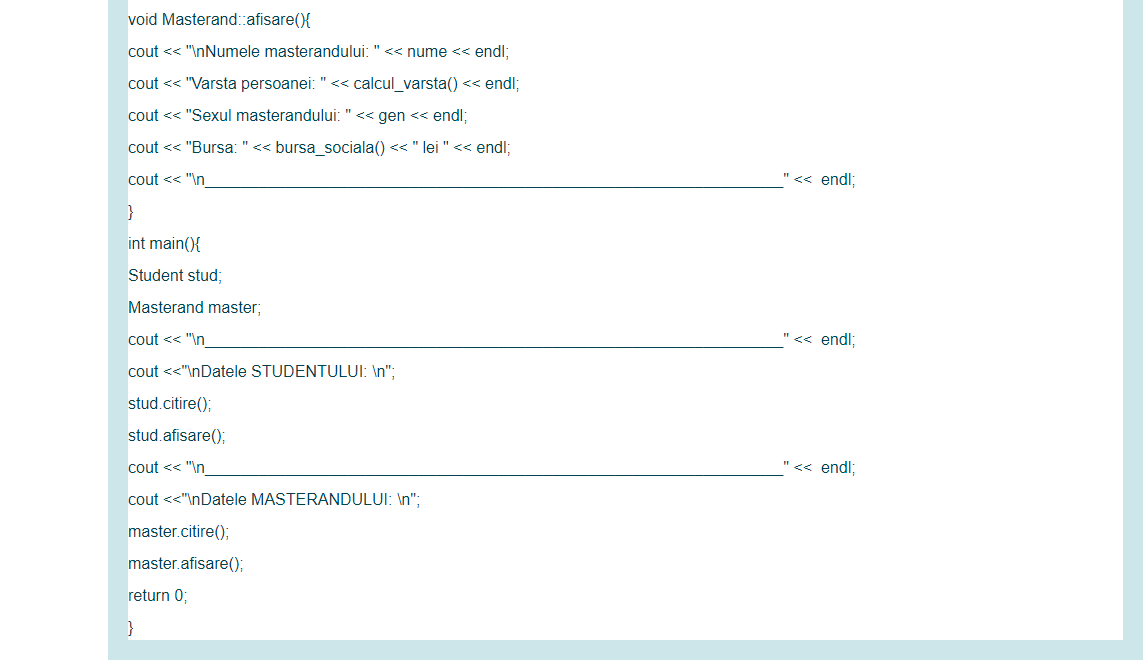 void Masterand::afisare(){
cout << "\nNumele masterandului: " << nume << endl;
cout << "Varsta persoanei: " << calcul_varsta() << endl;
cout << "Sexul masterandului: " << gen << endl;
cout << "Bursa: " << bursa_sociala() << " lei " << endl;
cout << "\n_________________________________________________________________" <<  endl;
}
int main(){
Student stud;
Masterand master;
cout << "\n_________________________________________________________________" <<  endl;
cout <<"\nDatele STUDENTULUI: \n";
stud.citire();
stud.afisare();
cout << "\n_________________________________________________________________" <<  endl;
cout <<"\nDatele MASTERANDULUI: \n";
master.citire();
master.afisare();
return 0;
}